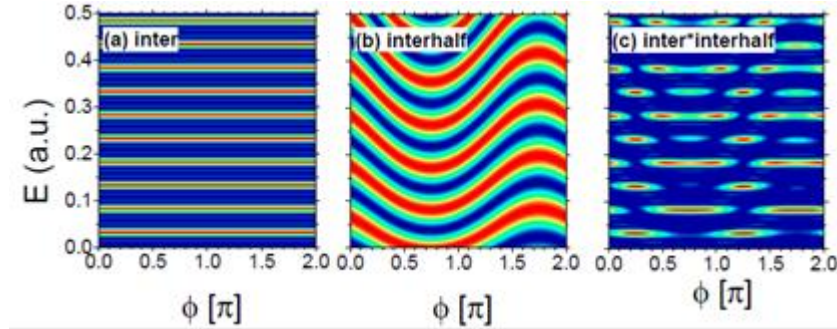 (a) inter
(b) interhalf
(c) inter*interhalf
E (a.u.)
0.5
0.4
0.3
0.2
0.1
0.0
0.0 0.5 1.0 1.5 2.0
0.0 0.5 1.0 1.5 2.0
0.0 0.5 1.0 1.5 2.0
ϕ [π]
ϕ [π]
ϕ [π]